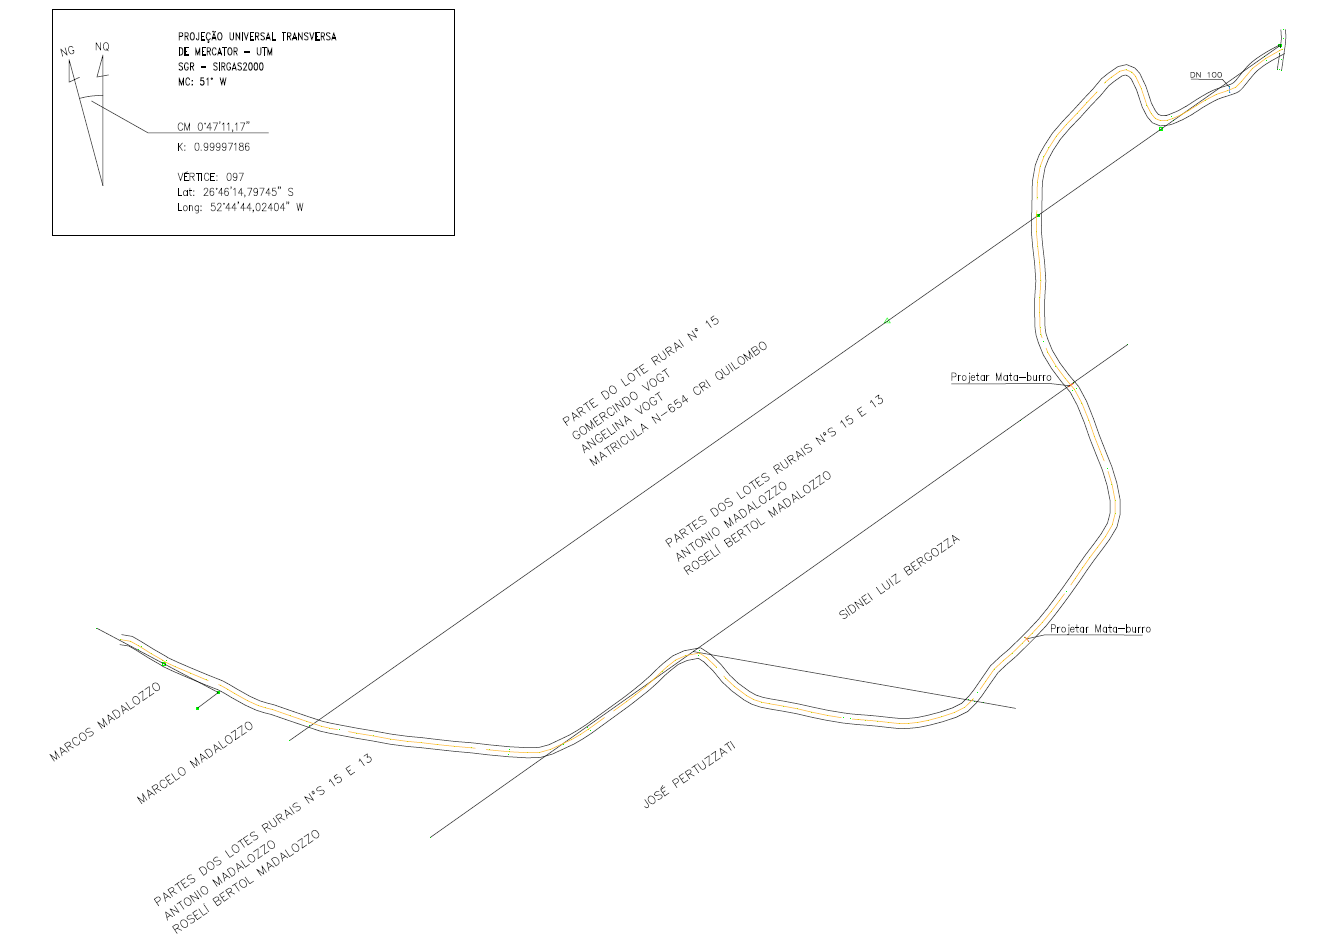 NG
NQ
PROJEÇÃO UNIVERSAL TRANSVERSA
DE MERCATOR – UTM
SGR – SIRGAS2000
MC: 51° W
CM 0°47'11,17"
K: 0.99997186
VÉRTICE: 097
Lat: 26°46'14,79745" S
Long: 52°44'44,02404" W
DN 100
PARTE DO LOTE RURAl N° 15
GOMERCINDO VOGT
ANGELINA VOGT
MATRICULA N–654 CRI QUILOMBO
Projetar Mata–burro
PARTES DOS LOTES RURAIS N°S 15 E 13
ANTONIO MADALOZZO
ROSELI BERTOL MADALOZZO
SIDNEI LUIZ BERGOZZA
Projetar Mata–burro
MARCOS MADALOZZO
MARCELO MADALOZZO
JOSÉ PERTUZZATI
PARTES DOS LOTES RURAIS N°S 15 E 13
ANTONIO MADALOZZO
ROSELI BERTOL MADALOZZO